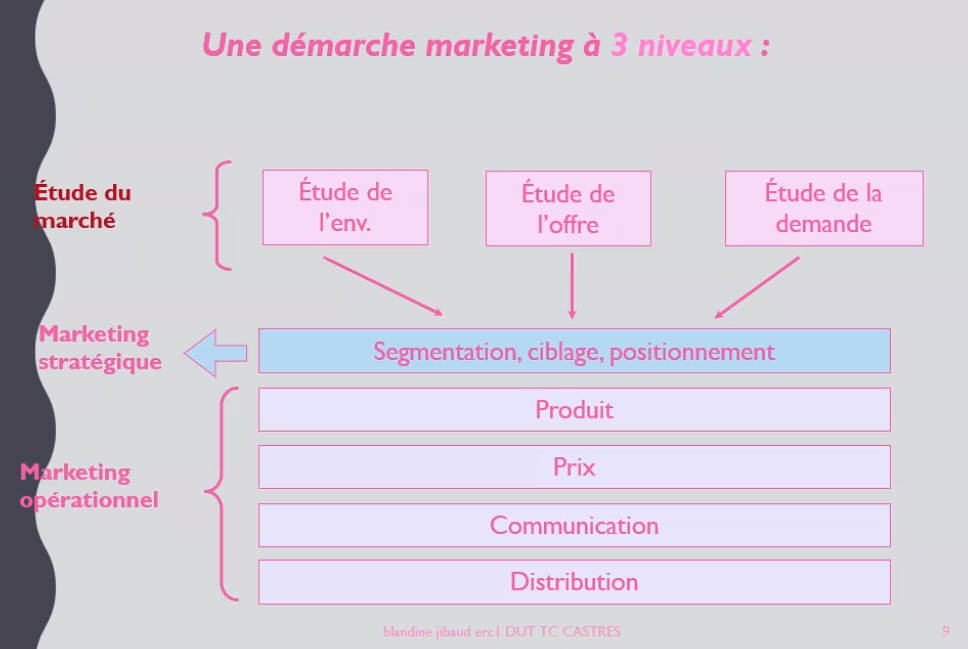 Une démarche marketing à 3 niveaux :
Étude du
marché
Étude de
l'env.
Étude de
l'offre
Étude de la
demande
Marketing
stratégique
Segmentation, ciblage, positionnement
Marketing
opérationnel
Produit
Prix
Communication
Distribution
blandine jibaud erc1 DUT TC CASTRES
9